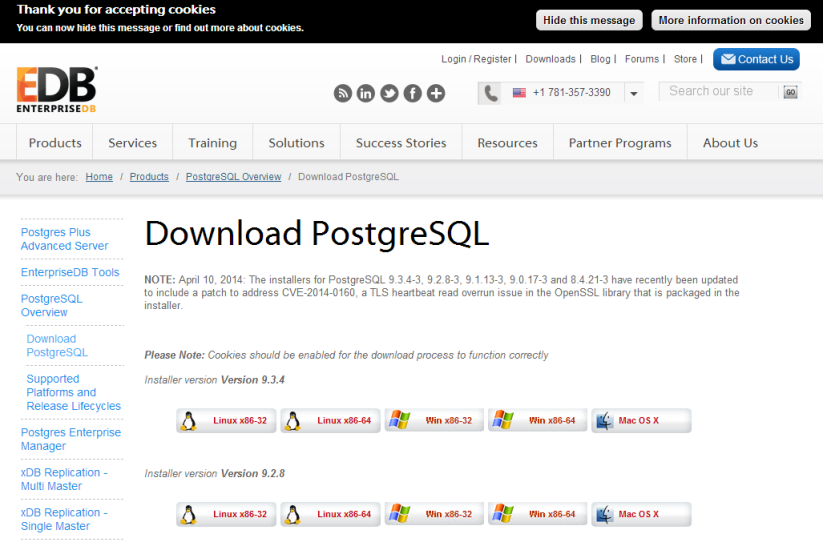 Thank you for accepting cookies
You can now hide this message or find out more about cookies.
Hide this message
More information on cookies
Login / Register | Downloads | Blog | Forums | Store |
Contact Us
EDB
ENTERPRISEDB
in
f
+1 781-357-3390
Search our site
GO
Products
Services
Training
Solutions
Success Stories
Resources
Partner Programs
About Us
You are here: Home / Products / PostgreSQL Overview / Download PostgreSQL
Postgres Plus
Advanced Server
EnterpriseDB Tools
PostgreSQL
Overview
Download
PostgreSQL
Supported
Platforms and
Release Lifecycles
Postgres Enterprise
Manager
xDB Replication -
Multi Master
xDB Replication -
Single Master
Download PostgreSQL
NOTE: April 10, 2014: The installers for PostgreSQL 9.3.4-3, 9.2.8-3, 9.1.13-3, 9.0.17-3 and 8.4.21-3 have recently been updated
to include a patch to address CVE-2014-0160, a TLS heartbeat read overrun issue in the OpenSSL library that is packaged in the
installer.
Please Note: Cookies should be enabled for the download process to function correctly
Installer version Version 9.3.4
Linux x86-32
Linux x86-64
Win x86-32
Win x86-64
Mac OS X
Installer version Version 9.2.8
Linux x86-32
Linux x86-64
Win x86-32
Win x86-64
Mac OS X